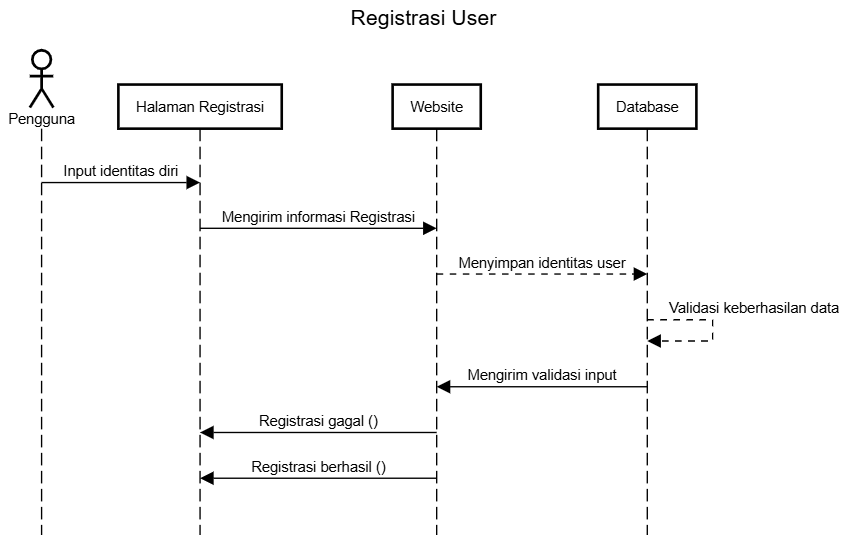 Registrasi User
Pengguna
Halaman Registrasi
Website
Database
Input identitas diri
Mengirim informasi Registrasi
Menyimpan identitas user
Validasi keberhasilan data
Mengirim validasi input
Registrasi gagal ()
Registrasi berhasil ()